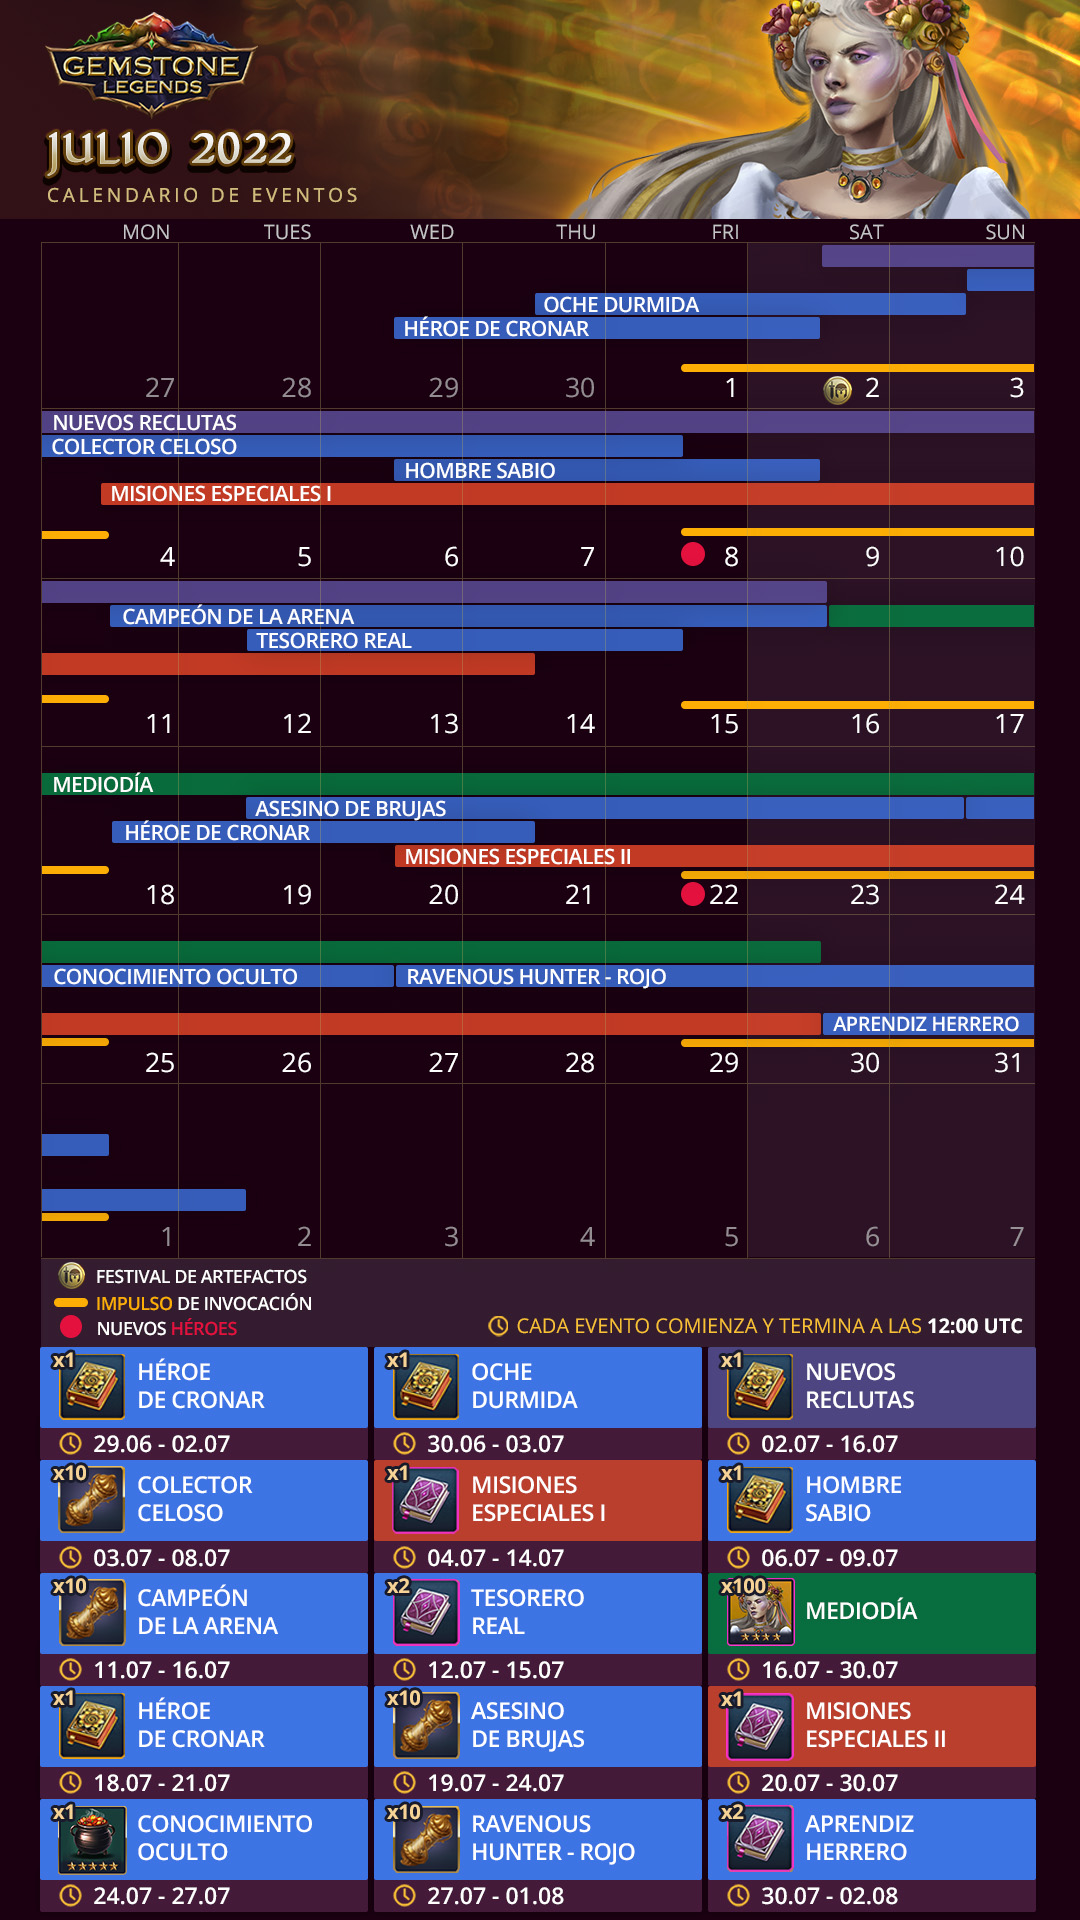 GEMSTONE
LEGENDS
JULIO 2022
CALENDARIO DE EVENTOS
MON TUES WED THU FRI SAT SUN
OCHE DURMIDA
HÉROE DE CRONAR
27 28 29 30 1 2 3
NUEVOS RECLUTAS
COLECTOR CELOSO
HOMBRE SABIO
MISIONES ESPECIALES I
4 5 6 7 8 9 10
CAMPEÓN DE LA ARENA
TESORERO REAL
11 12 13 14 15 16 17
MEDIODÍA
ASESINO DE BRUJAS
HÉROE DE CRONAR
MISIONES ESPECIALES II
18 19 20 21 22 23 24
CONOCIMIENTO OCULTO RAVENOUS HUNTER - ROJO
APRENDIZ HERRERO
25 26 27 28 29 30 31
1 2 3 4 5 6 7
FESTIVAL DE ARTEFACTOS
IMPULSO DE INVOCACIÓN
NUEVOS HÉROES
CADA EVENTO COMIENZA Y TERMINA A LAS 12:00 UTC
x1 HÉROE
DE CRONAR
29.06 - 02.07
x1 OCHE
DURMIDA
30.06 - 03.07
x1 NUEVOS
RECLUTAS
02.07 - 16.07
x10 COLECTOR
CELOSO
03.07 - 08.07
x1 MISIONES
ESPECIALES I
04.07 - 14.07
x1 HOMBRE
SABIO
06.07 - 09.07
x10 CAMPEÓN
DE LA ARENA
11.07 - 16.07
x2 TESORERO
REAL
12.07 - 15.07
x100 MEDIODÍA
16.07 - 30.07
x1 HÉROE
DE CRONAR
18.07 - 21.07
x10 ASESINO
DE BRUJAS
19.07 - 24.07
x1 MISIONES
ESPECIALES II
20.07 - 30.07
x1 CONOCIMIENTO
OCULTO
24.07 - 27.07
x10 RAVENOUS
HUNTER - ROJO
27.07 - 01.08
x2 APRENDIZ
HERRERO
30.07 - 02.08